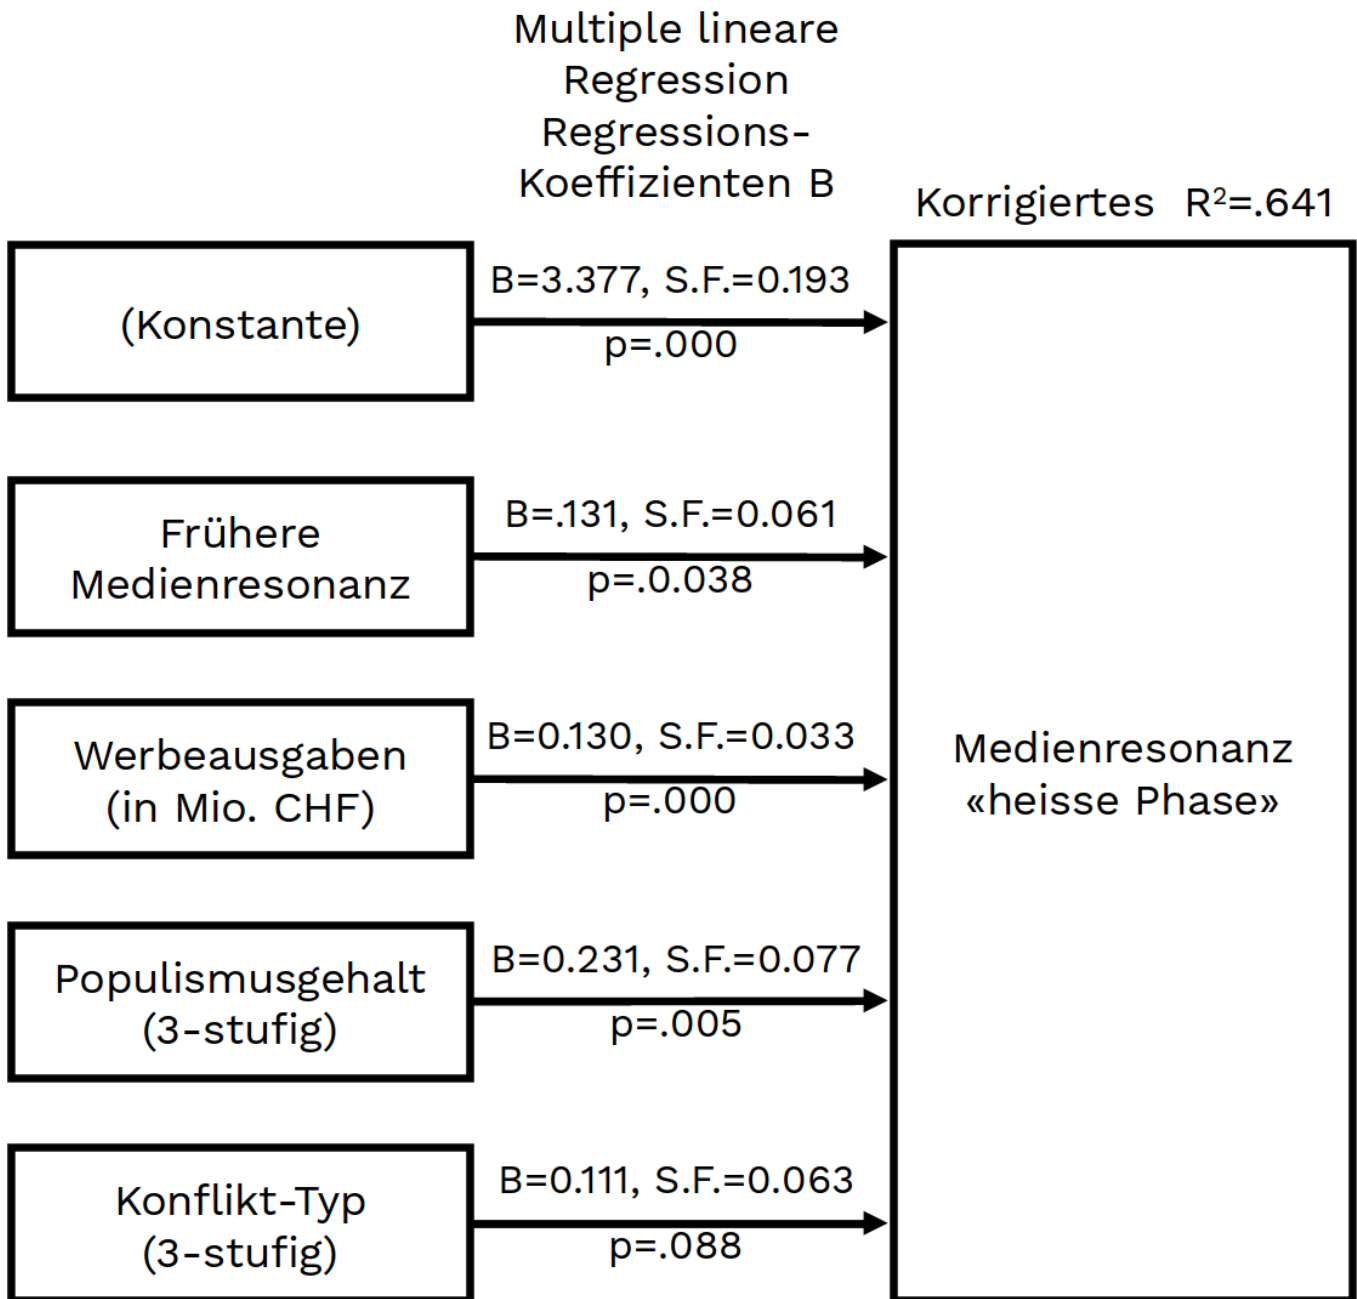 Multiple lineare
Regression
Regressions-
Koeffizienten B
Korrigiertes R²=.641
(Konstante)
B=3.377, S.F.=0.193
p=.000
Frühere
Medienresonanz
B=.131, S.F.=0.061
p=.0.038
Werbeausgaben
(in Mio. CHF)
B=0.130, S.F.=0.033
p=.000
Populismusgehalt
(3-stufig)
B=0.231, S.F.=0.077
p=.005
Konflikt-Typ
(3-stufig)
B=0.111, S.F.=0.063
p=.088
Medienresonanz
«heisse Phase»